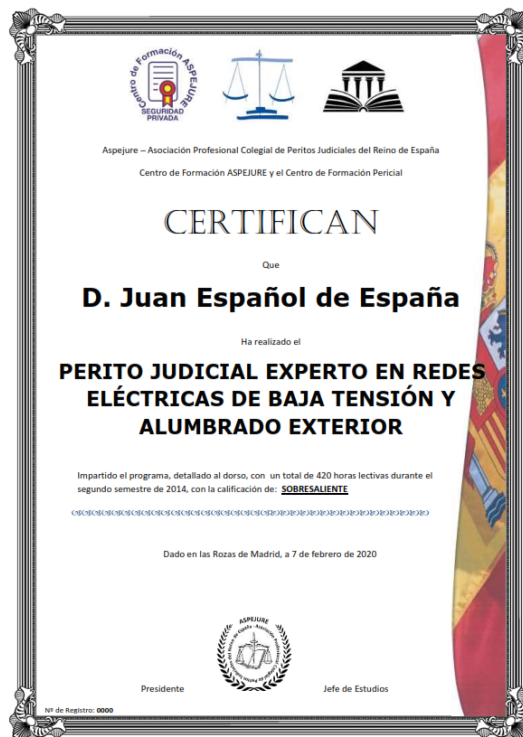 Centro de Formación ASPEJURE
SEGURIDAD
PRIVADA
Aspejure – Asociación Profesional Colegial de Peritos Judiciales del Reino de España
Centro de Formación ASPEJURE y el Centro de Formación Pericial
CERTIFICAN
Que
D. Juan Español de España
Ha realizado el
PERITO JUDICIAL EXPERTO EN REDES
ELÉCTRICAS DE BAJA TENSIÓN Y
ALUMBRADO EXTERIOR
Impartido el programa, detallado al dorso, con un total de 420 horas lectivas durante el
segundo semestre de 2014, con la calificación de: SOBRESALIENTE
Dado en las Rozas de Madrid, a 7 de febrero de 2020
ASPEJURE
Presidente Jefe de Estudios
Nº de Registro: 0000